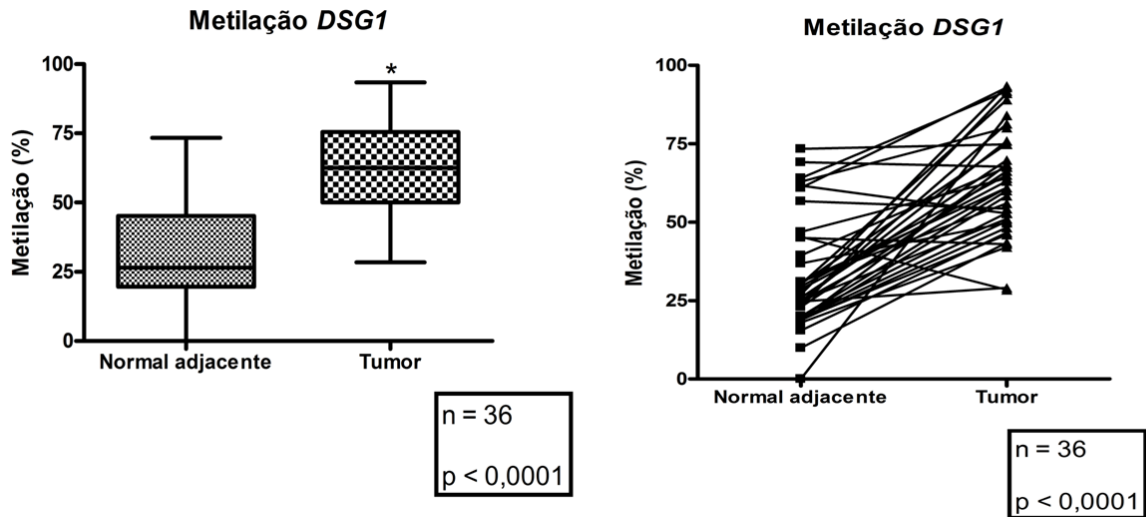 Metilação DSG1
100
75
50
25
0
Metilação (%)
*
Normal adjacente
Tumor
n = 36
p < 0,0001
Metilação DSG1
100
75
50
25
0
Metilação (%)
Normal adjacente
Tumor
n = 36
p < 0,0001